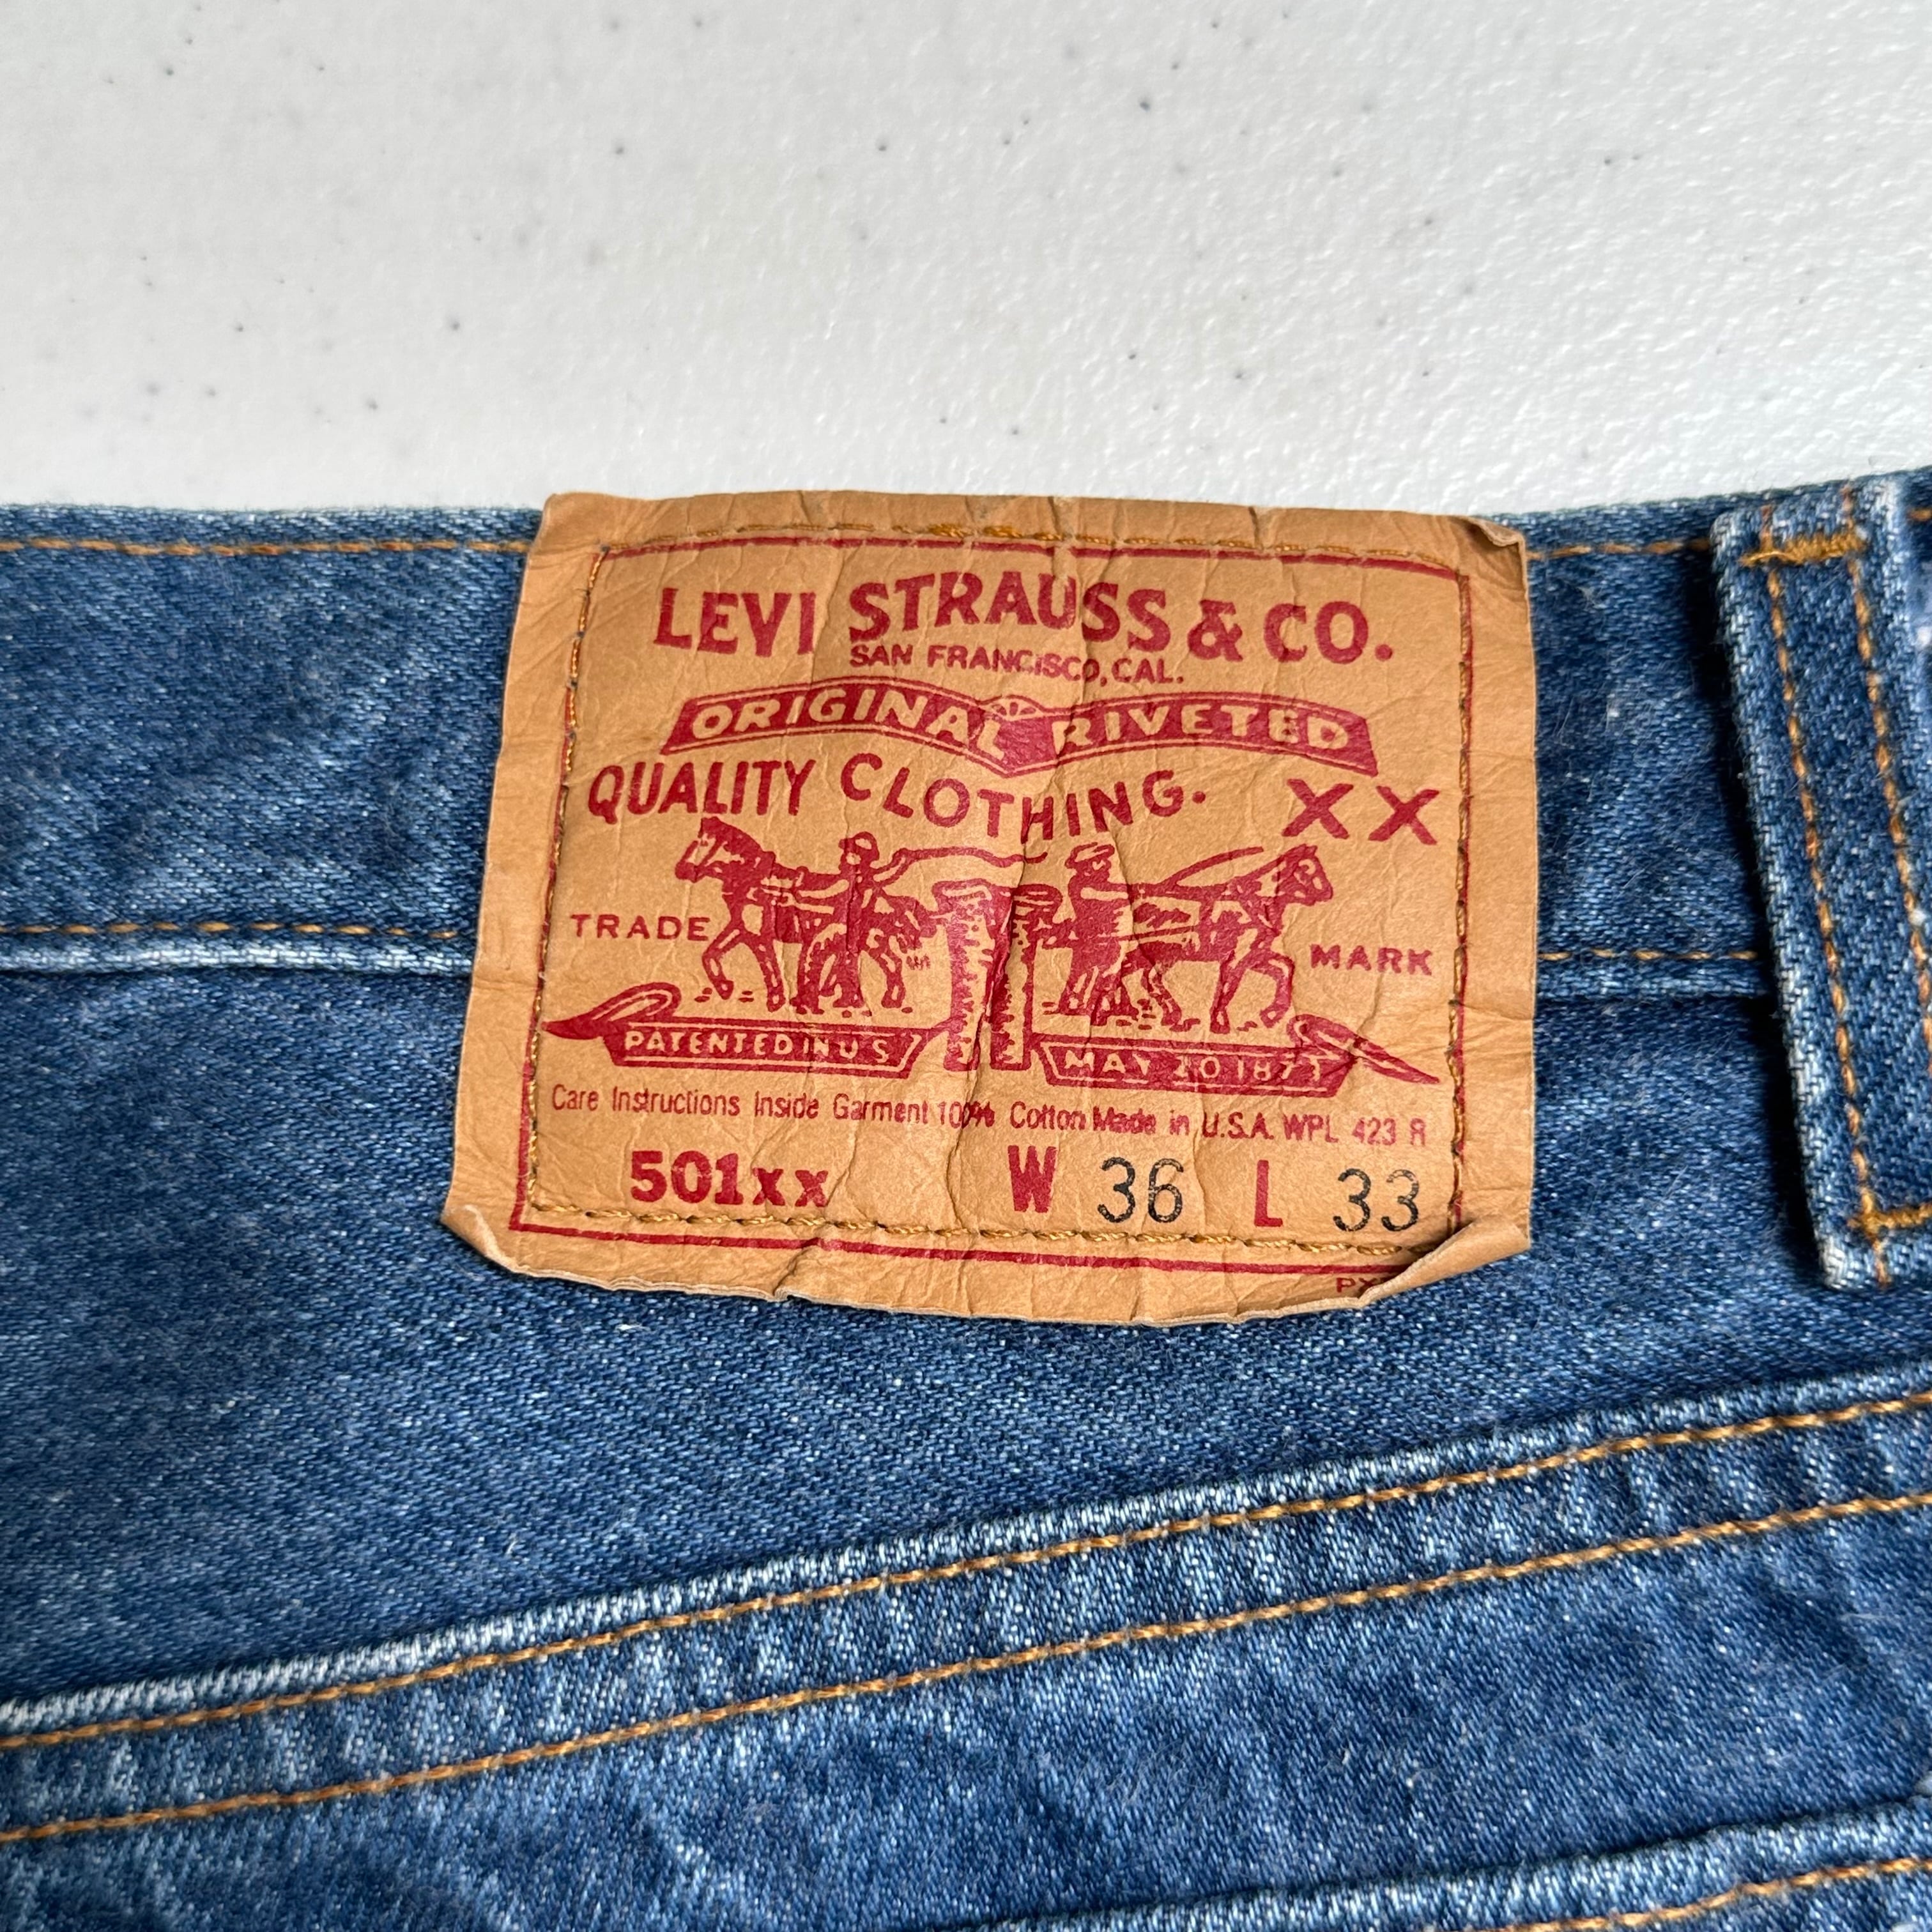 LEVI STRAUSS & CO.
SAN FRANCISCO, CAL.
ORIGINAL RIVETED
QUALITY CLOTHING. XX
TRADE MARK
PATENTED IN U S MAY 20 1873
Care Instructions Inside Garment 100% Cotton Made in U.S.A. WPL 423 R
501xx W 36 L 33